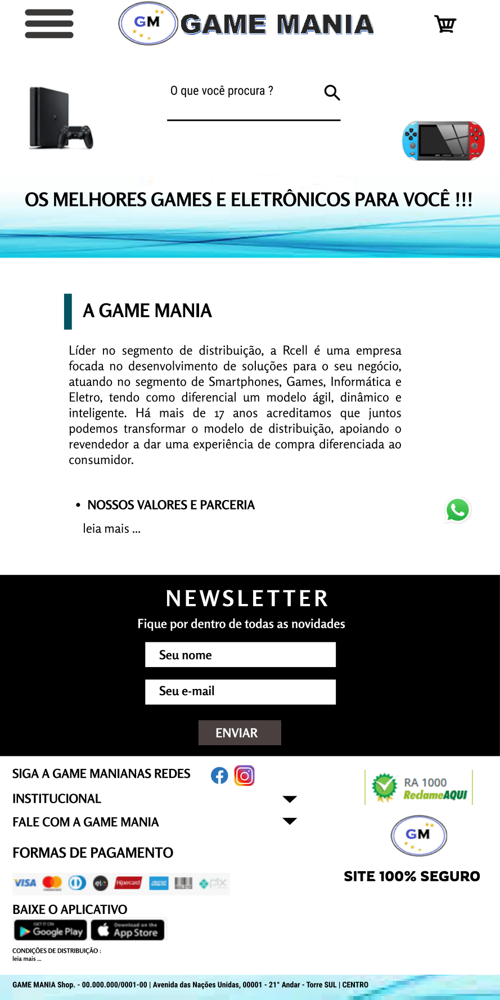 GM GAME MANIA
O que você procura ?
OS MELHORES GAMES E ELETRÔNICOS PARA VOCÊ !!!
A GAME MANIA
Líder no segmento de distribuição, a Rcell é uma empresa
focada no desenvolvimento de soluções para o seu negócio,
atuando no segmento de Smartphones, Games, Informática e
Eletro, tendo como diferencial um modelo ágil, dinâmico e
inteligente. Há mais de 17 anos acreditamos que juntos
podemos transformar o modelo de distribuição, apoiando o
revendedor a dar uma experiência de compra diferenciada ao
consumidor.
• NOSSOS VALORES E PARCERIA
leia mais ...
NEWSLETTER
Fique por dentro de todas as novidades
Seu nome
Seu e-mail
ENVIAR
SIGA A GAME MANIANAS REDES
INSTITUCIONAL
FALE COM A GAME MANIA
RA 1000
ReclameAQUI
GM
SITE 100% SEGURO
FORMAS DE PAGAMENTO
VISA elo Hipercard pix
BAIXE O APLICATIVO
GET IT ON
Google Play
Download on the
App Store
CONDIÇÕES DE DISTRIBUIÇÃO :
leia mais ...
GAME MANIA Shop. - 00.000.000/0001-00 | Avenida das Nações Unidas, 00001 - 21° Andar - Torre SUL | CENTRO